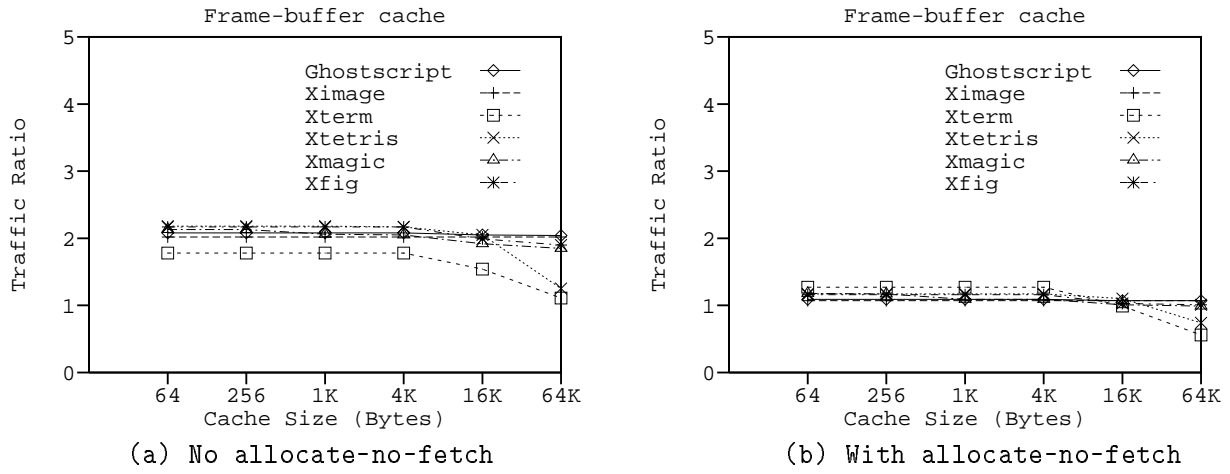 Frame-buffer cache
5
4
3
2
1
0
Traffic Ratio
Ghostscript
Ximage
Xterm
Xtetris
Xmagic
Xfig
64 256 1K 4K 16K 64K
Cache Size (Bytes)
(a) No allocate-no-fetch
Frame-buffer cache
5
4
3
2
1
0
Traffic Ratio
Ghostscript
Ximage
Xterm
Xtetris
Xmagic
Xfig
64 256 1K 4K 16K 64K
Cache Size (Bytes)
(b) With allocate-no-fetch